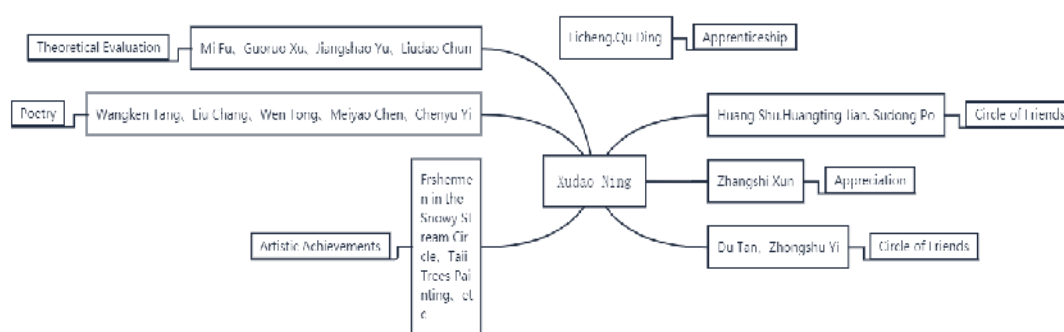 Theoretical Evaluation
Mi Fu、Guoruo Xu、Jiangshao Yu、Liudao Chun
Licheng.Qu Ding
Apprenticeship
Poetry
Wangken Tang、Liu Chang、Wen Tong、Meiyao Chen、Chenyu Yi
Huang Shu.Huangting Jian. Sudong Po
Circle of Friends
Xudao Ning
Zhangshi Xun
Appreciation
Artistic Achievements
Frsherme
n in the
Snowy St
ream Cir
cle、Taii
Trees Pai
nting、et
c
Du Tan、Zhongshu Yi
Circle of Friends